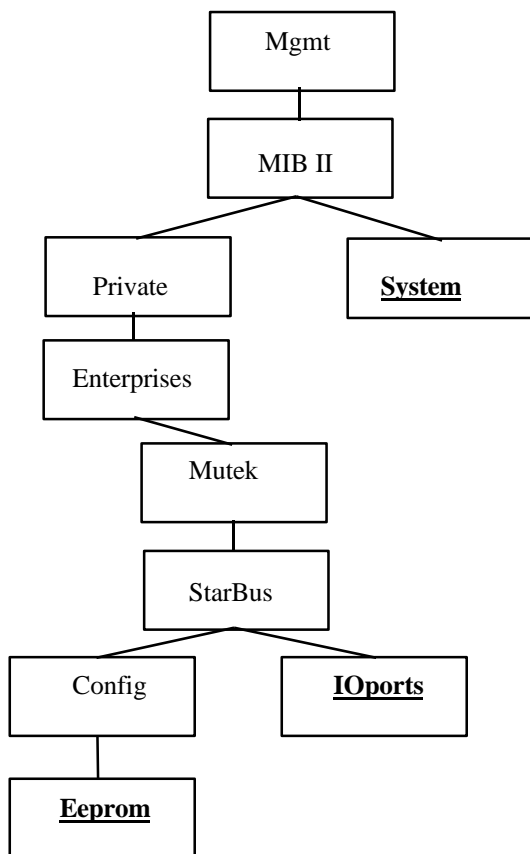 Mgmt
MIB II
Private
System
Enterprises
Mutek
StarBus
Config
IOports
Eeprom